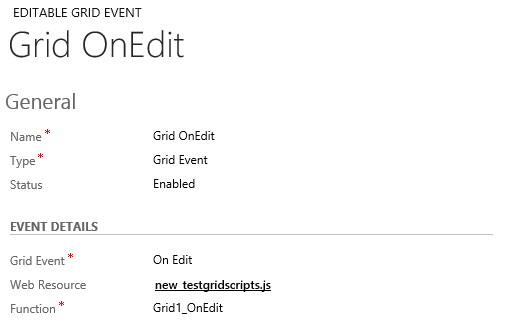 EDITABLE GRID EVENT
Grid OnEdit
General
Name * Grid OnEdit
Type * Grid Event
Status Enabled
EVENT DETAILS
Grid Event * On Edit
Web Resource new_testgridscripts.js
Function * Grid1_OnEdit